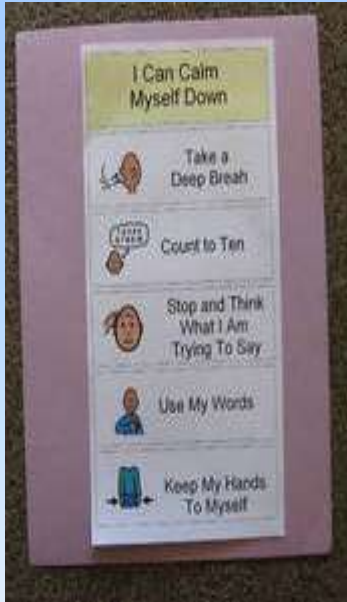 I Can Calm
Myself Down
Take a
Deep Breah
Count to Ten
Stop and Think
What I Am
Trying To Say
Use My Words
Keep My Hands
To Myself